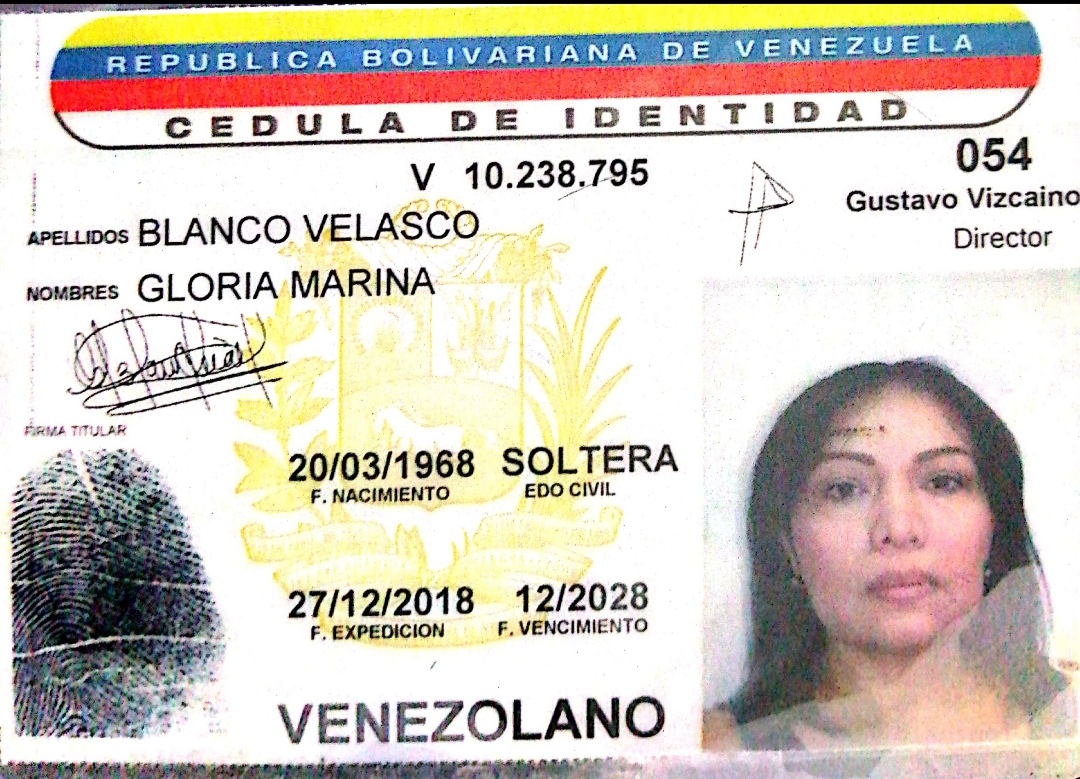 REPUBLICA BOLIVARIANA DE VENEZUELA
CEDULA DE IDENTIDAD
V 10.238.795
054
Gustavo Vizcaino
Director
APELLIDOS BLANCO VELASCO
NOMBRES GLORIA MARINA
FIRMA TITULAR
20/03/1968 SOLTERA
F. NACIMIENTO EDO CIVIL
27/12/2018 12/2028
F. EXPEDICION F. VENCIMIENTO
VENEZOLANO